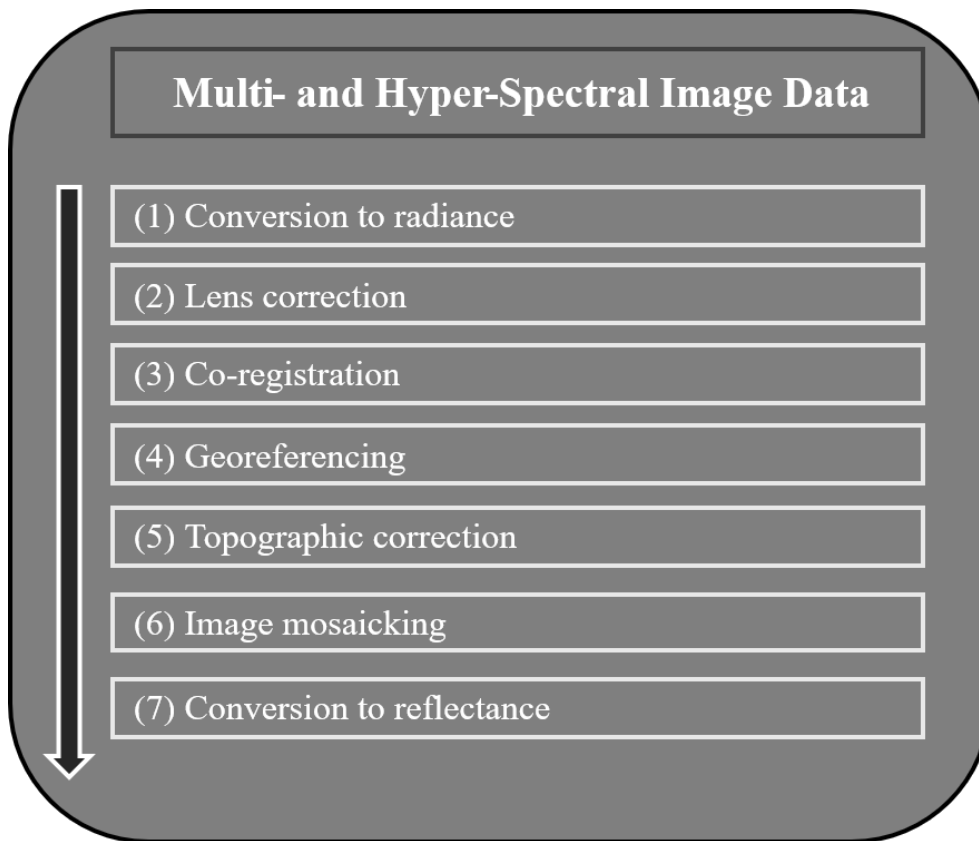 Multi- and Hyper-Spectral Image Data
(1) Conversion to radiance
(2) Lens correction
(3) Co-registration
(4) Georeferencing
(5) Topographic correction
(6) Image mosaicking
(7) Conversion to reflectance